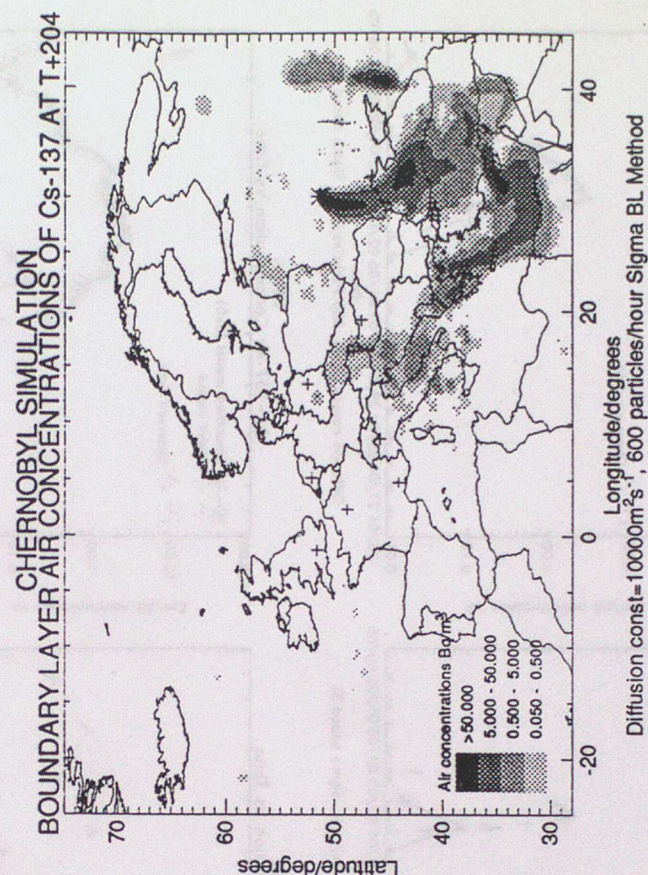 CHERNOBYL SIMULATION
BOUNDARY LAYER AIR CONCENTRATIONS OF Cs-137 AT T+204
70
60
50
40
30
Latitude/degrees
Air concentrations Bq/m³
>50.000
5.000 - 50.000
0.500 - 5.000
0.050 - 0.500
-20
0
20
40
Longitude/degrees
Diffusion const=10000m²s⁻¹, 600 particles/hour Sigma BL Method